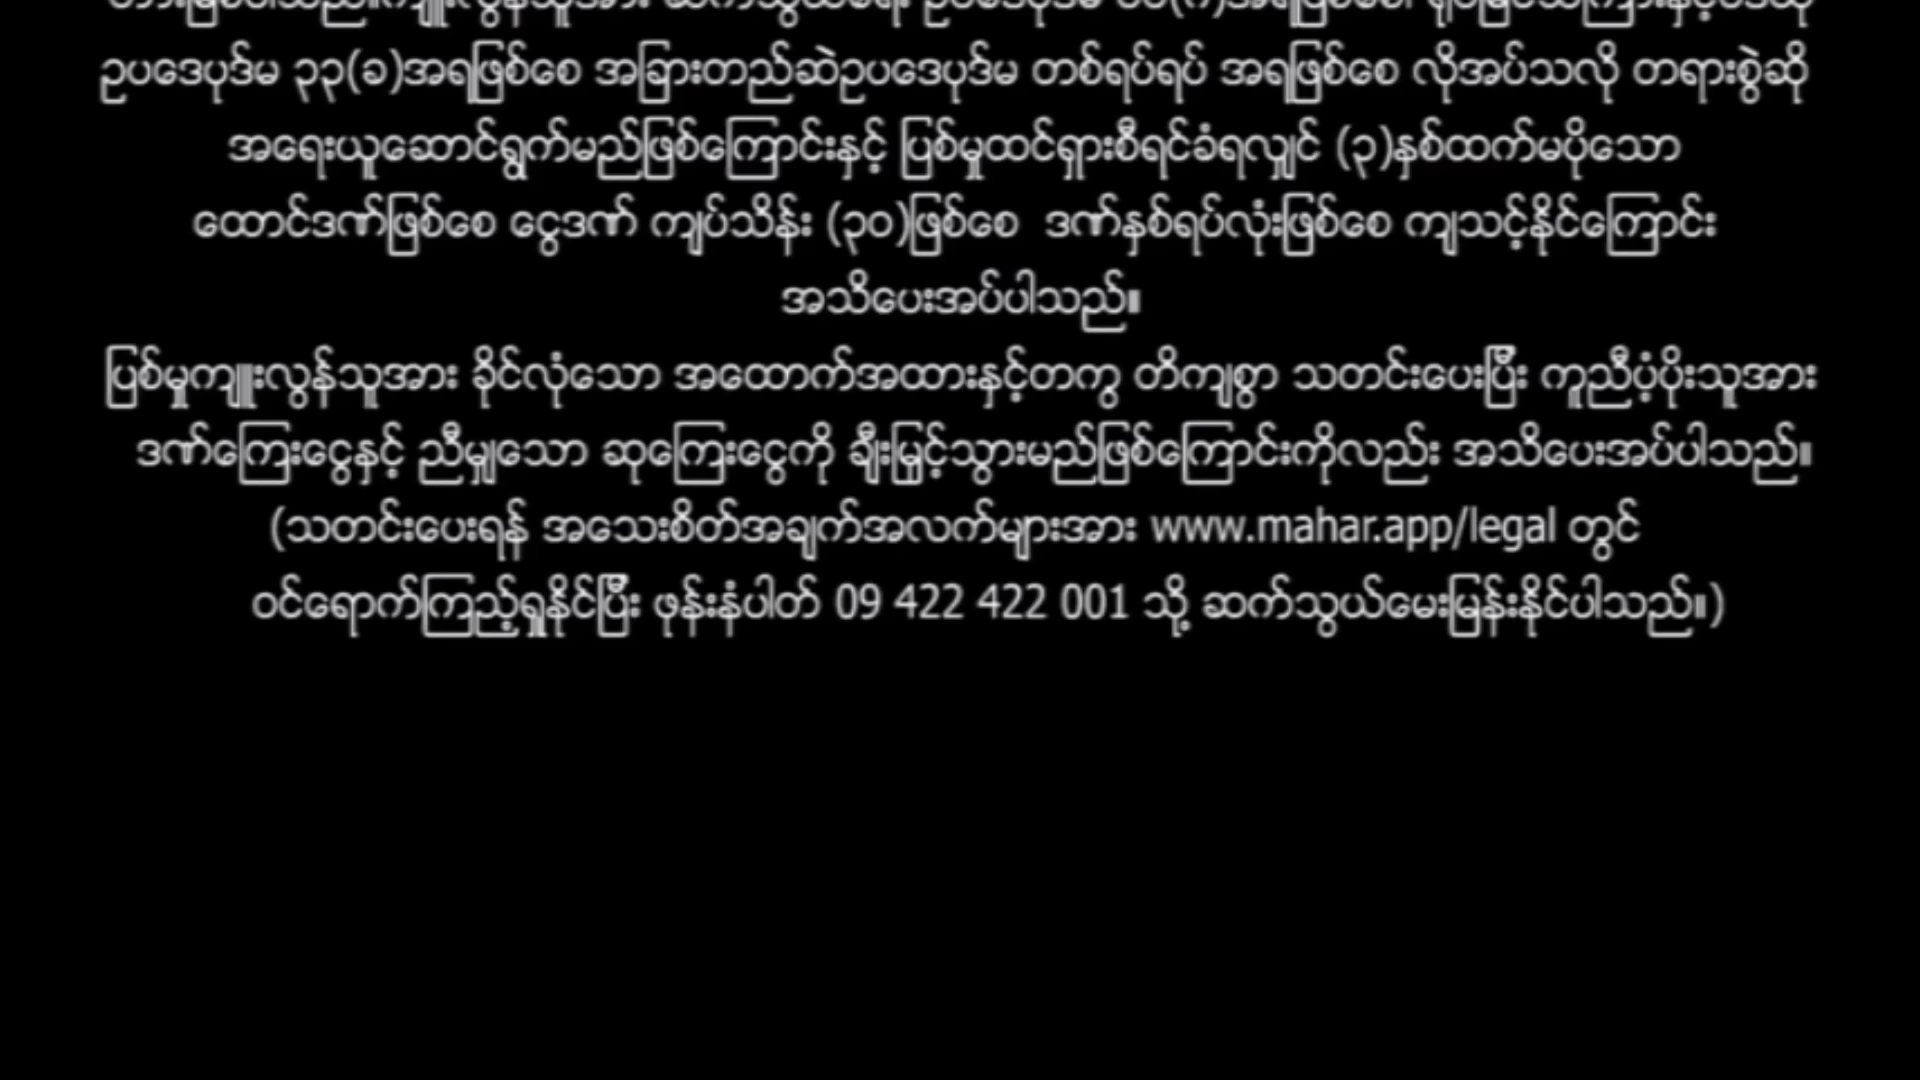 ဥပဒေပုဒ်မ ၃၃(ခ)အရဖြစ်စေ အခြားတည်ဆဲဥပဒေပုဒ်မ တစ်ရပ်ရပ် အရဖြစ်စေ လိုအပ်သလို တရားစွဲဆို
အရေးယူဆောင်ရွက်မည်ဖြစ်ကြောင်းနှင့် ပြစ်မှုထင်ရှားစီရင်ခံရလျှင် (၃)နှစ်ထက်မပိုသော
ထောင်ဒဏ်ဖြစ်စေ ငွေဒဏ် ကျပ်သိန်း (၃၀)ဖြစ်စေ ဒဏ်နှစ်ရပ်လုံးဖြစ်စေ ကျသင့်နိုင်ကြောင်း
အသိပေးအပ်ပါသည်။
ပြစ်မှုကျူးလွန်သူအား ခိုင်လုံသော အထောက်အထားနှင့်တကွ တိကျစွာ သတင်းပေးပြီး ကူညီပံ့ပိုးသူအား
ဒဏ်ကြေးငွေနှင့် ညီမျှသော ဆုကြေးငွေကို ချီးမြှင့်သွားမည်ဖြစ်ကြောင်းကိုလည်း အသိပေးအပ်ပါသည်။
(သတင်းပေးရန် အသေးစိတ်အချက်အလက်များအား www.mahar.app/legal တွင်
ဝင်ရောက်ကြည့်ရှုနိုင်ပြီး ဖုန်းနံပါတ် 09 422 422 001 သို့ ဆက်သွယ်မေးမြန်းနိုင်ပါသည်။)